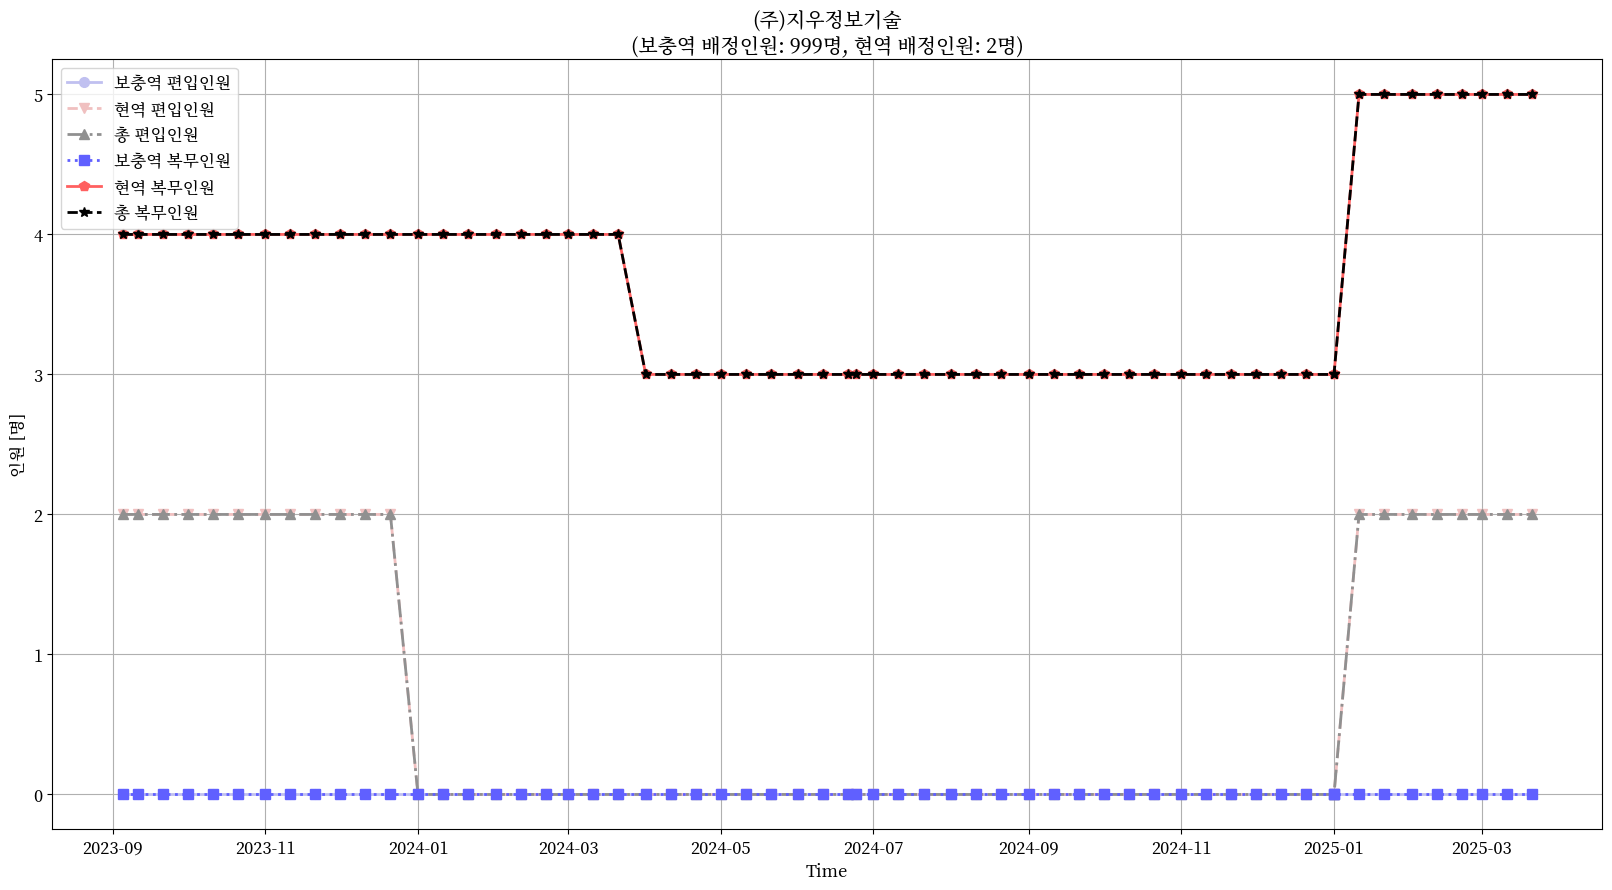 (주)지우정보기술
(보충역 배정인원: 999명, 현역 배정인원: 2명)
보충역 편입인원
현역 편입인원
총 편입인원
보충역 복무인원
현역 복무인원
총 복무인원
인원 [명]
5
4
3
2
1
0
2023-09
2023-11
2024-01
2024-03
2024-05
2024-07
2024-09
2024-11
2025-01
2025-03
Time